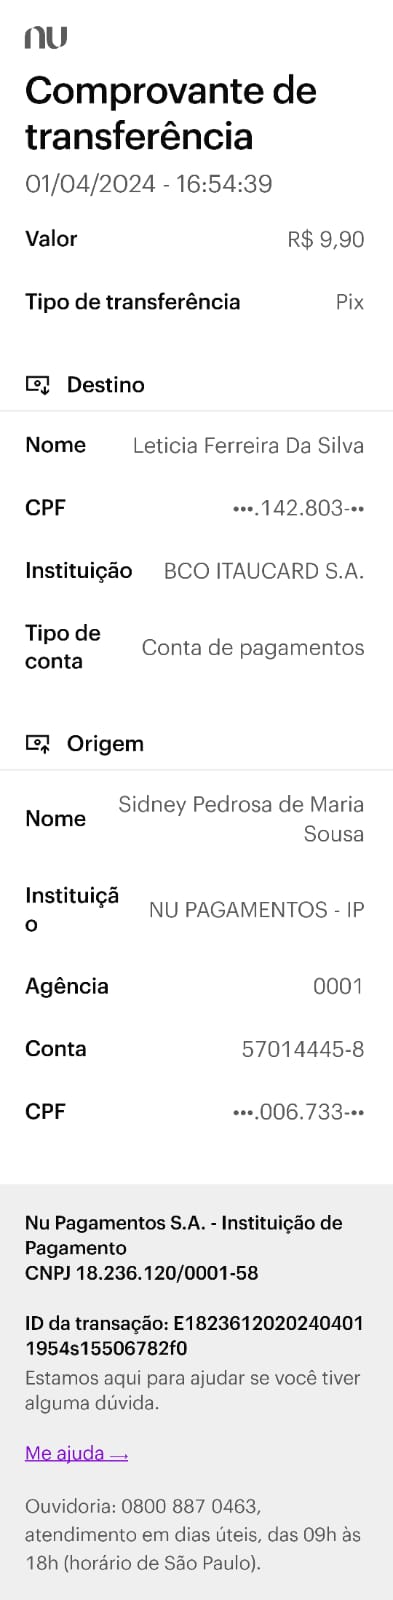 nu
Comprovante de
transferência
01/04/2024 - 16:54:39
Valor R$ 9,90
Tipo de transferência Pix
Destino
Nome Leticia Ferreira Da Silva
CPF •••.142.803-••
Instituição BCO ITAUCARD S.A.
Tipo de
conta Conta de pagamentos
Origem
Nome Sidney Pedrosa de Maria
Sousa
Instituiçã
o NU PAGAMENTOS - IP
Agência 0001
Conta 57014445-8
CPF •••.006.733-••
Nu Pagamentos S.A. - Instituição de
Pagamento
CNPJ 18.236.120/0001-58
ID da transação: E1823612020240401
1954s15506782f0
Estamos aqui para ajudar se você tiver
alguma dúvida.
Me ajuda →
Ouvidoria: 0800 887 0463,
atendimento em dias úteis, das 09h às
18h (horário de São Paulo).